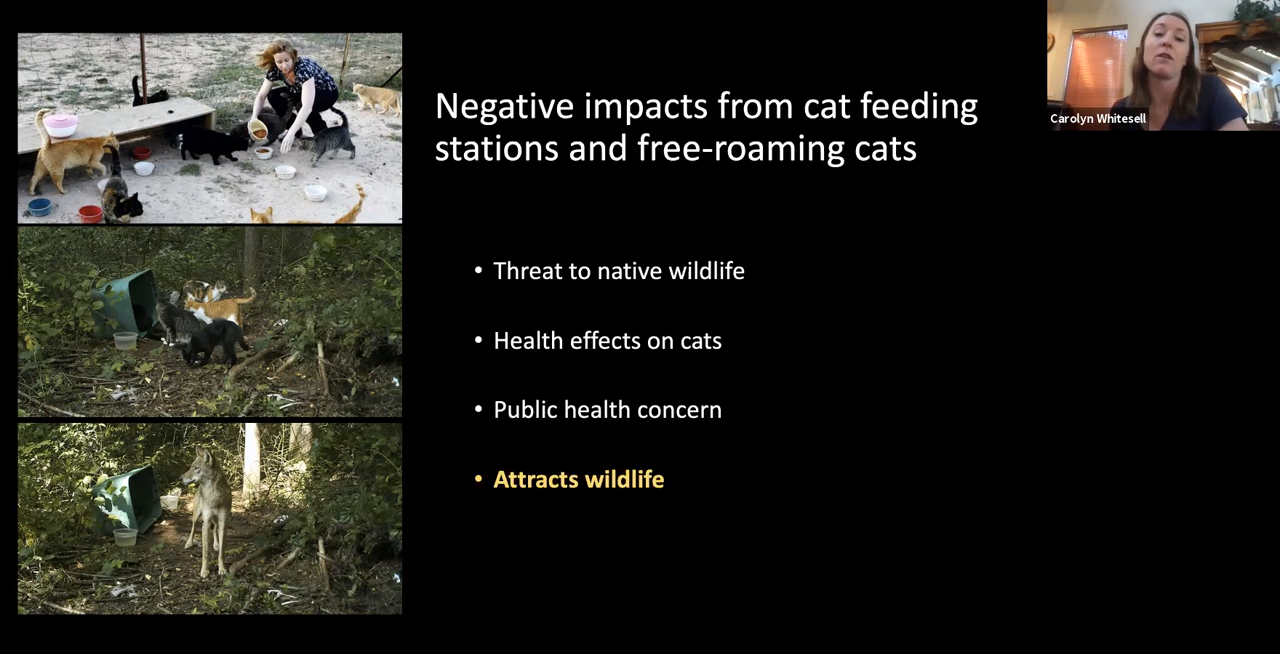 Negative impacts from cat feeding
stations and free-roaming cats
Carolyn Whitesell
• Threat to native wildlife
• Health effects on cats
• Public health concern
• Attracts wildlife